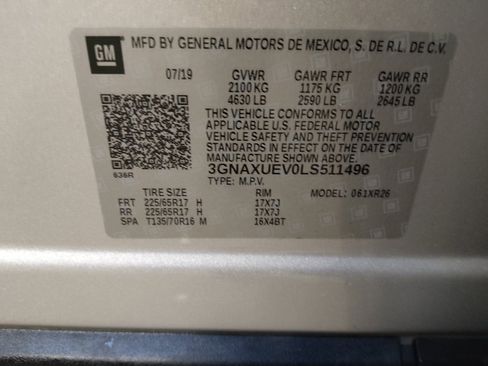 GM MFD BY GENERAL MOTORS DE MEXICO, S. DE R.L. DE C.V.
07/19 GVWR GAWR FRT GAWR RR
2100 KG 1175 KG 1200 KG
4630 LB 2590 LB 2645 LB
THIS VEHICLE CONFORMS TO ALL
APPLICABLE U.S. FEDERAL MOTOR
VEHICLE SAFETY AND THEFT PREVENTION
STANDARDS IN EFFECT ON THE DATE OF
MANUFACTURE SHOWN ABOVE.
3GNAXUEV0LS511496
636R TYPE: M.P.V.
TIRE SIZE RIM MODEL: 061XR26
FRT 225/65R17 H 17X7J
RR 225/65R17 H 17X7J
SPA T135/70R16 M 16X4BT